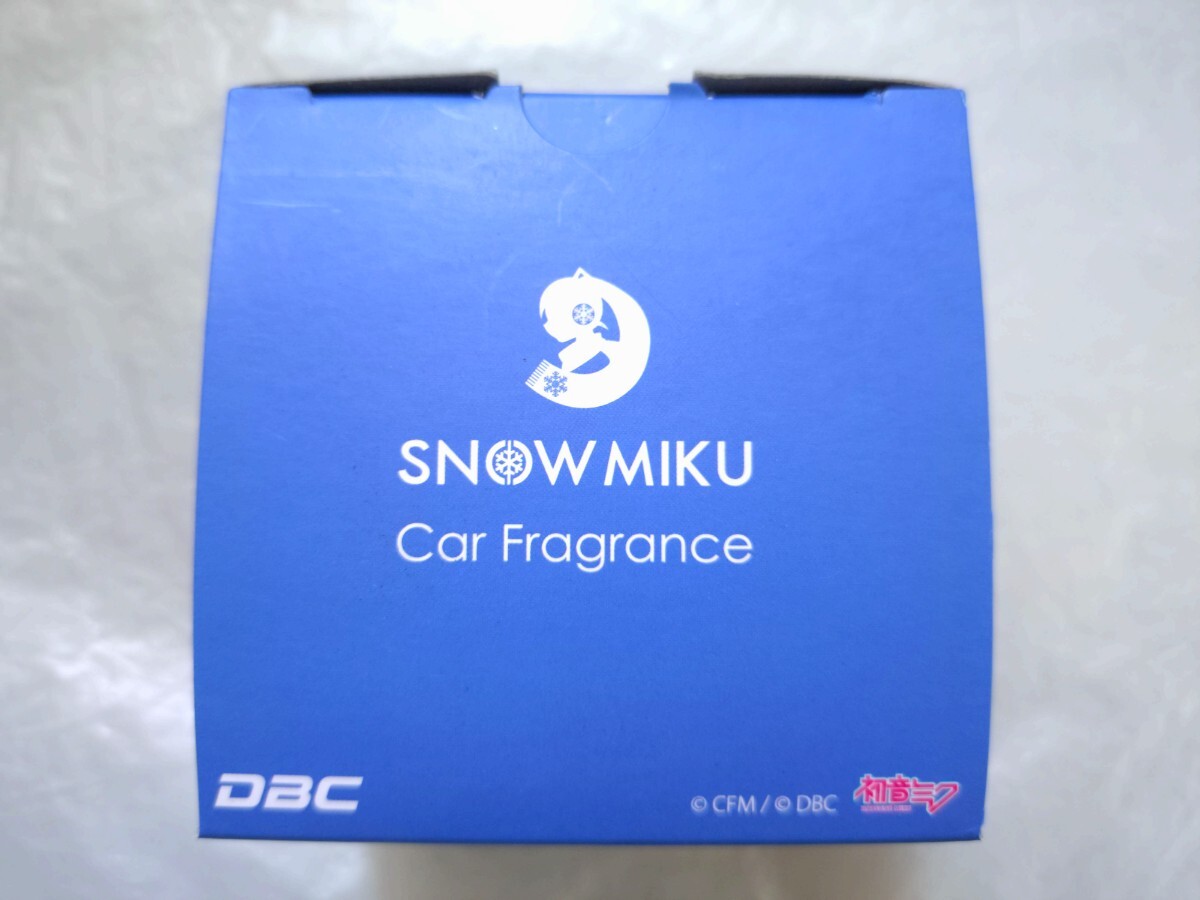 SNOW MIKU
Car Fragrance
DBC
© CFM / © DBC
初音ミク